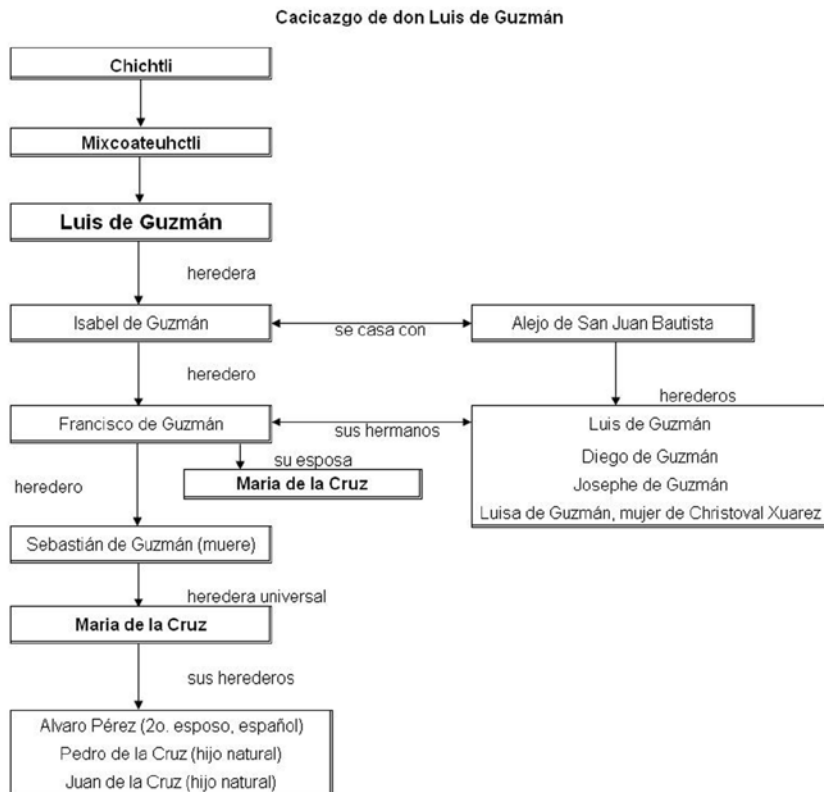 Cacicazgo de don Luis de Guzmán
Chichtli
Mixcoateuhctli
Luis de Guzmán
heredera
Isabel de Guzmán
se casa con
Alejo de San Juan Bautista
heredero
herederos
Francisco de Guzmán
sus hermanos
Luis de Guzmán
Diego de Guzmán
Josephe de Guzmán
Luisa de Guzmán, mujer de Christoval Xuarez
su esposa
Maria de la Cruz
heredero
Sebastián de Guzmán (muere)
heredera universal
Maria de la Cruz
sus herederos
Alvaro Pérez (2o. esposo, español)
Pedro de la Cruz (hijo natural)
Juan de la Cruz (hijo natural)